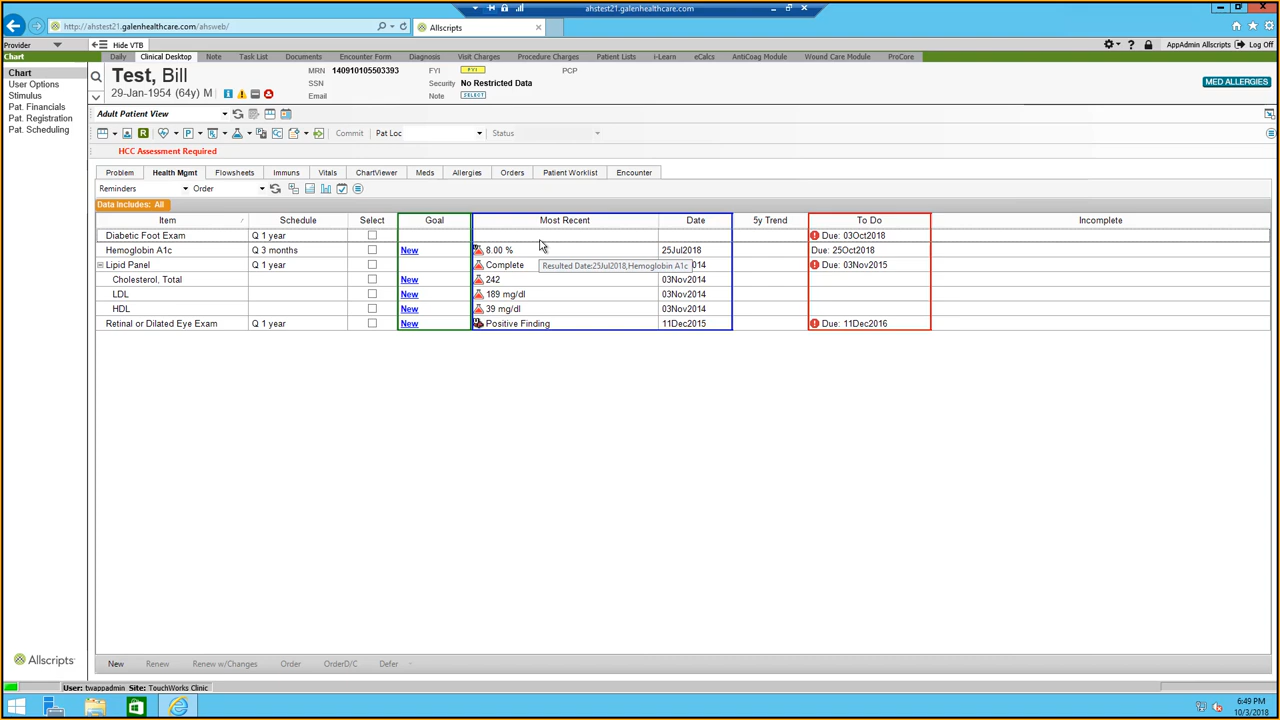 ahstest21.galenhealthcare.com
http://ahstest21.galenhealthcare.com/ahsweb/
Allscripts
Provider
Hide VTB
AppAdmin Allscripts Log Off
Chart
Daily Clinical Desktop Note Task List Documents Encounter Form Diagnosis Visit Charges Procedure Charges Patient Lists i-Learn eCalcs AntiCoag Module Wound Care Module ProCore
Chart
User Options
Stimulus
Pat. Financials
Pat. Registration
Pat. Scheduling
Test, Bill
29-Jan-1954 (64y) M
MRN 140910105503393
SSN
Email
FYI FYI
Security No Restricted Data
Note SELECT
PCP
MED ALLERGIES
Adult Patient View
Commit Pat Loc Status
HCC Assessment Required
Problem Health Mgmt Flowsheets Immuns Vitals ChartViewer Meds Allergies Orders Patient Worklist Encounter
Reminders Order
Data Includes: All
Item Schedule Select Goal Most Recent Date 5y Trend To Do Incomplete
Diabetic Foot Exam Q 1 year Due: 03Oct2018
Hemoglobin A1c Q 3 months New 8.00 % 25Jul2018 Due: 25Oct2018
Lipid Panel Q 1 year New Complete 014 Due: 03Nov2015
Resulted Date:25Jul2018,Hemoglobin A1c
Cholesterol, Total New 242 03Nov2014
LDL New 189 mg/dl 03Nov2014
HDL New 39 mg/dl 03Nov2014
Retinal or Dilated Eye Exam Q 1 year New Positive Finding 11Dec2015 Due: 11Dec2016
Allscripts
New Renew Renew w/Changes Order OrderD/C Defer
User: twappadmin Site: TouchWorks Clinic
6:49 PM
10/3/2018